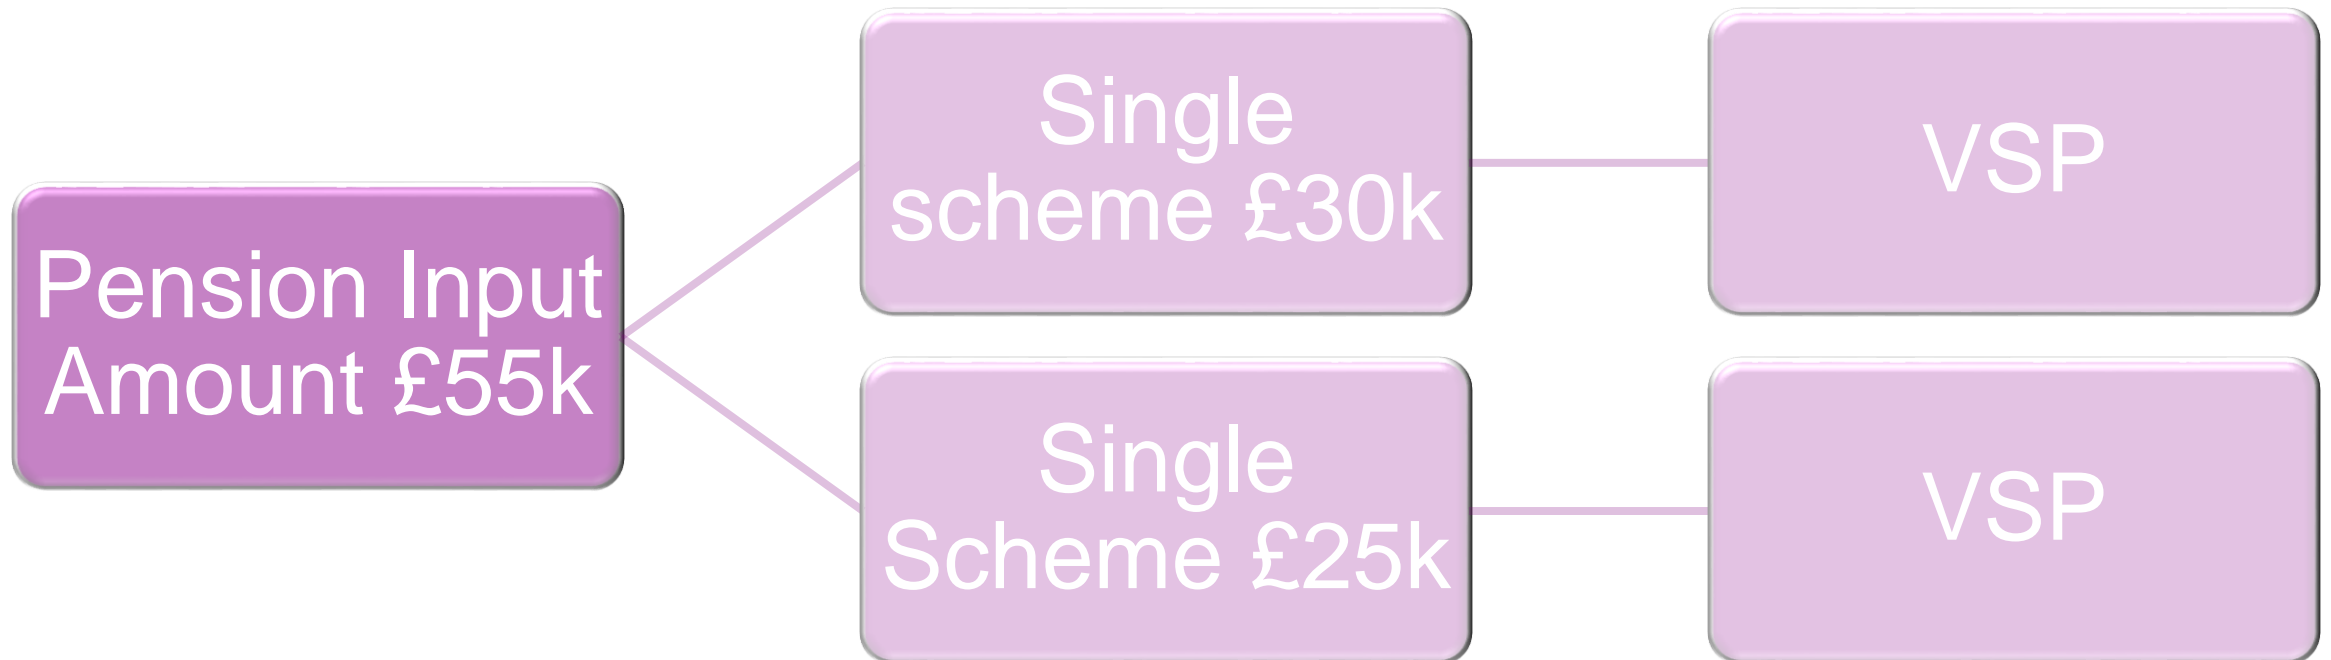 Pension Input
Amount £55k
Single
scheme £30k
VSP
Single
Scheme £25k
VSP